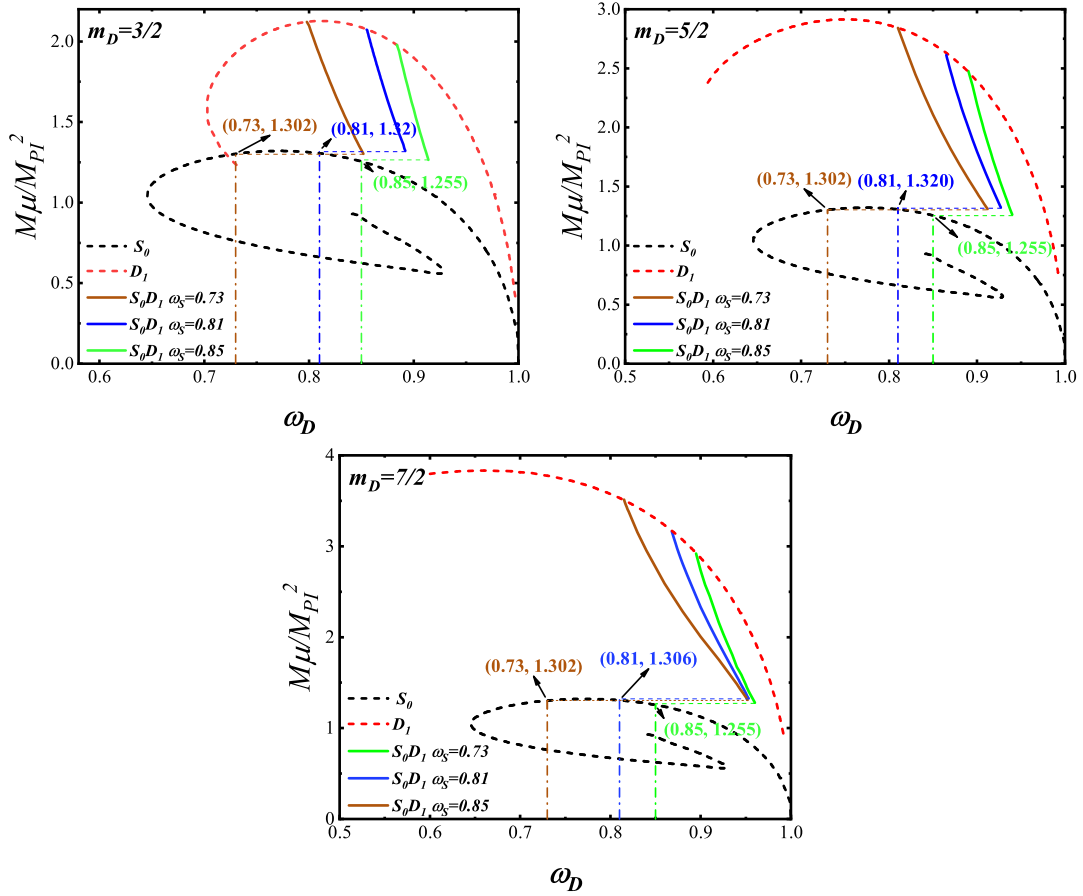 m_D=3/2
Mμ/M_PI^2
2.0
1.5
1.0
0.5
0.0
(0.73, 1.302)
(0.81, 1.32)
(0.85, 1.255)
S_0
D_1
S_0D_1 ω_S=0.73
S_0D_1 ω_S=0.81
S_0D_1 ω_S=0.85
0.6 0.7 0.8 0.9 1.0
ω_D
m_D=5/2
3.0
2.5
2.0
1.5
1.0
0.5
0.0
(0.73, 1.302)
(0.81, 1.320)
(0.85, 1.255)
S_0
D_1
S_0D_1 ω_S=0.73
S_0D_1 ω_S=0.81
S_0D_1 ω_S=0.85
0.5 0.6 0.7 0.8 0.9 1.0
ω_D
m_D=7/2
Mμ/M_PI^2
4
3
2
1
0
(0.73, 1.302)
(0.81, 1.306)
(0.85, 1.255)
S_0
D_1
S_0D_1 ω_S=0.73
S_0D_1 ω_S=0.81
S_0D_1 ω_S=0.85
0.5 0.6 0.7 0.8 0.9 1.0
ω_D